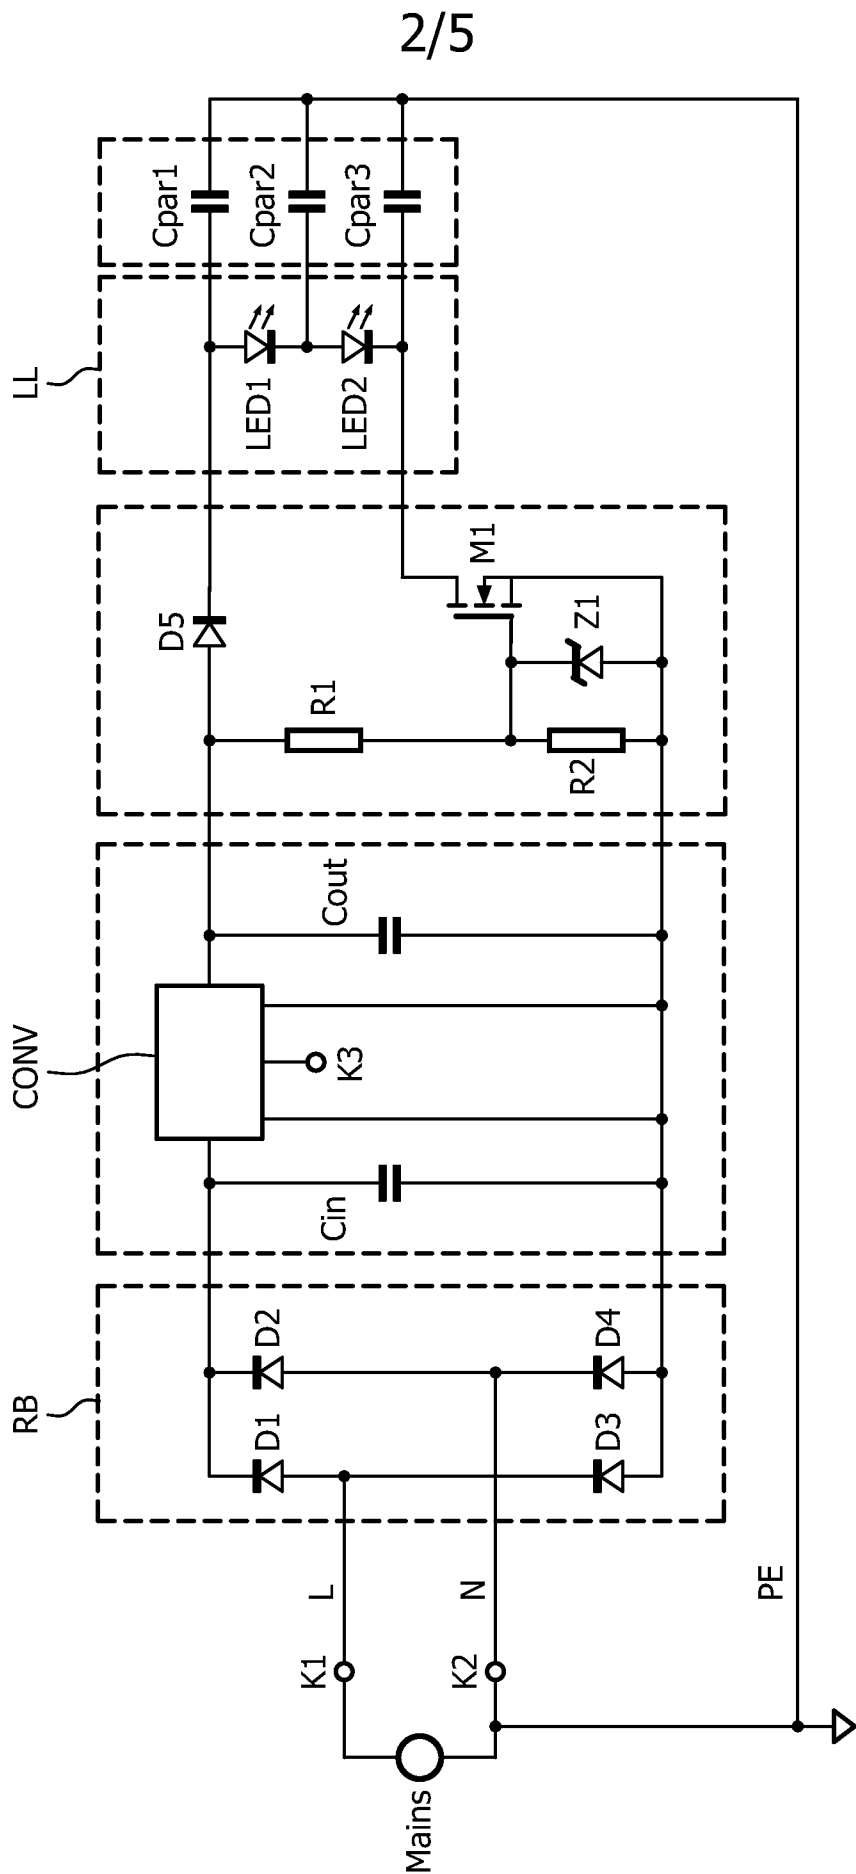 2/5
LL
Cpar1
Cpar2
Cpar3
LED1
LED2
D5
R1
M1
Z1
R2
CONV
Cout
K3
Cin
RB
D2
D4
D1
D3
L
N
PE
K1
K2
Mains